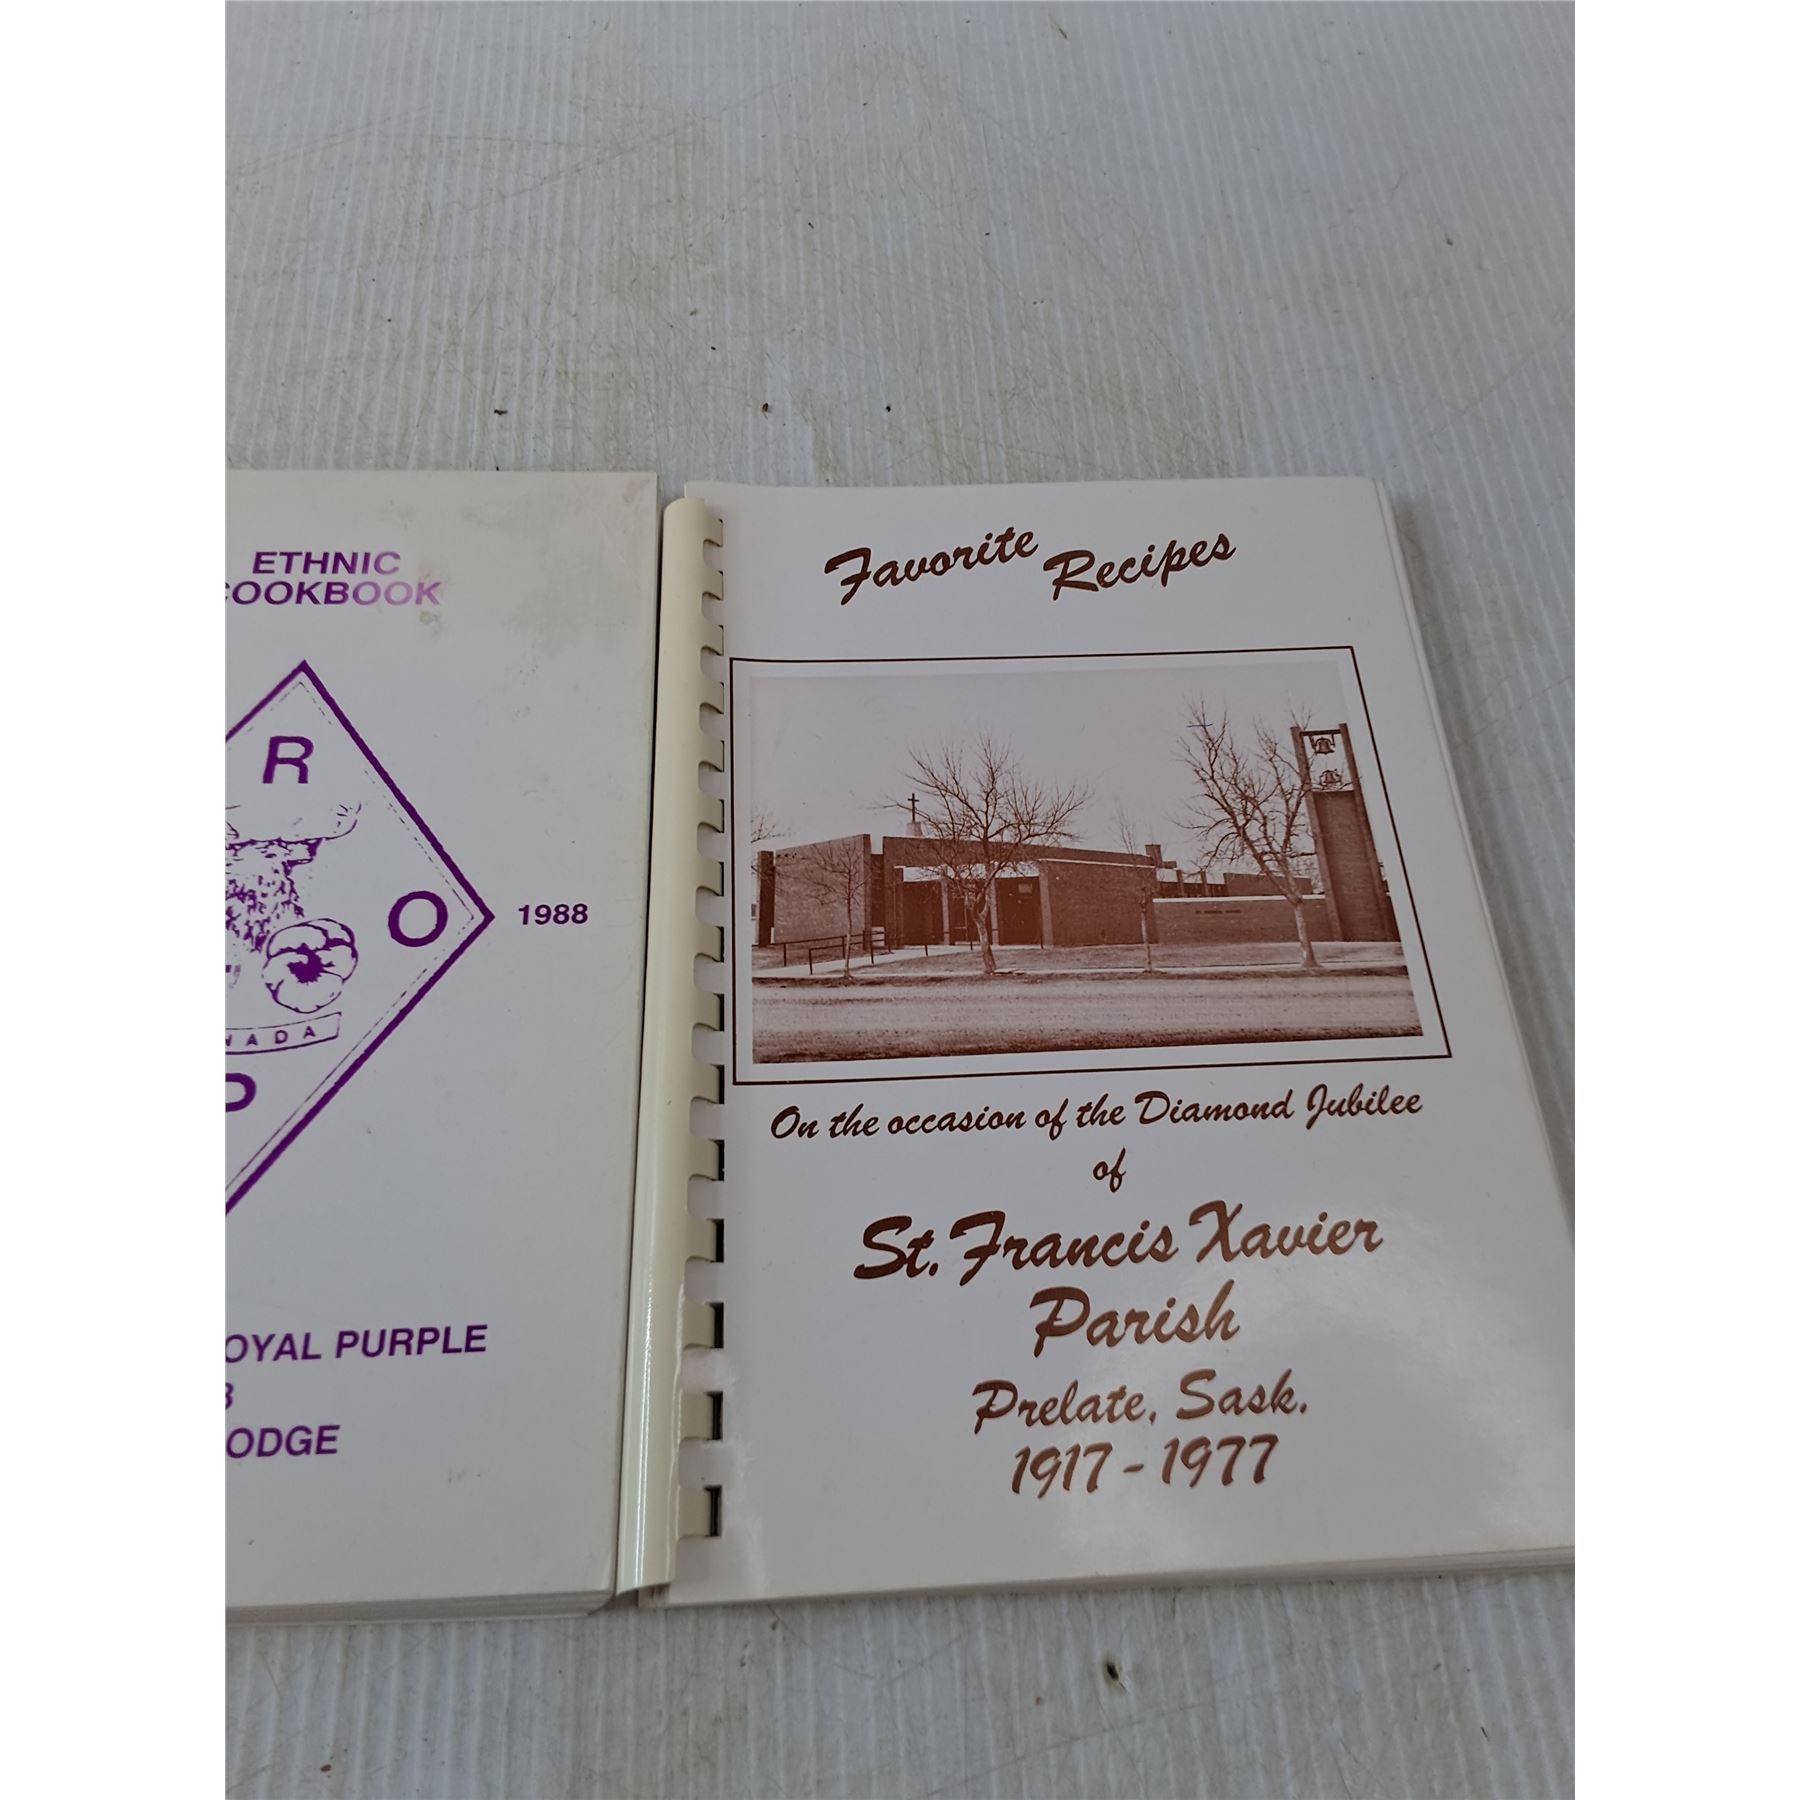 ETHNIC
COOKBOOK
R
O
1988
NADA
P
OYAL PURPLE
ODGE
Favorite Recipes
On the occasion of the Diamond Jubilee
of
St. Francis Xavier
Parish
Prelate, Sask.
1917-1977